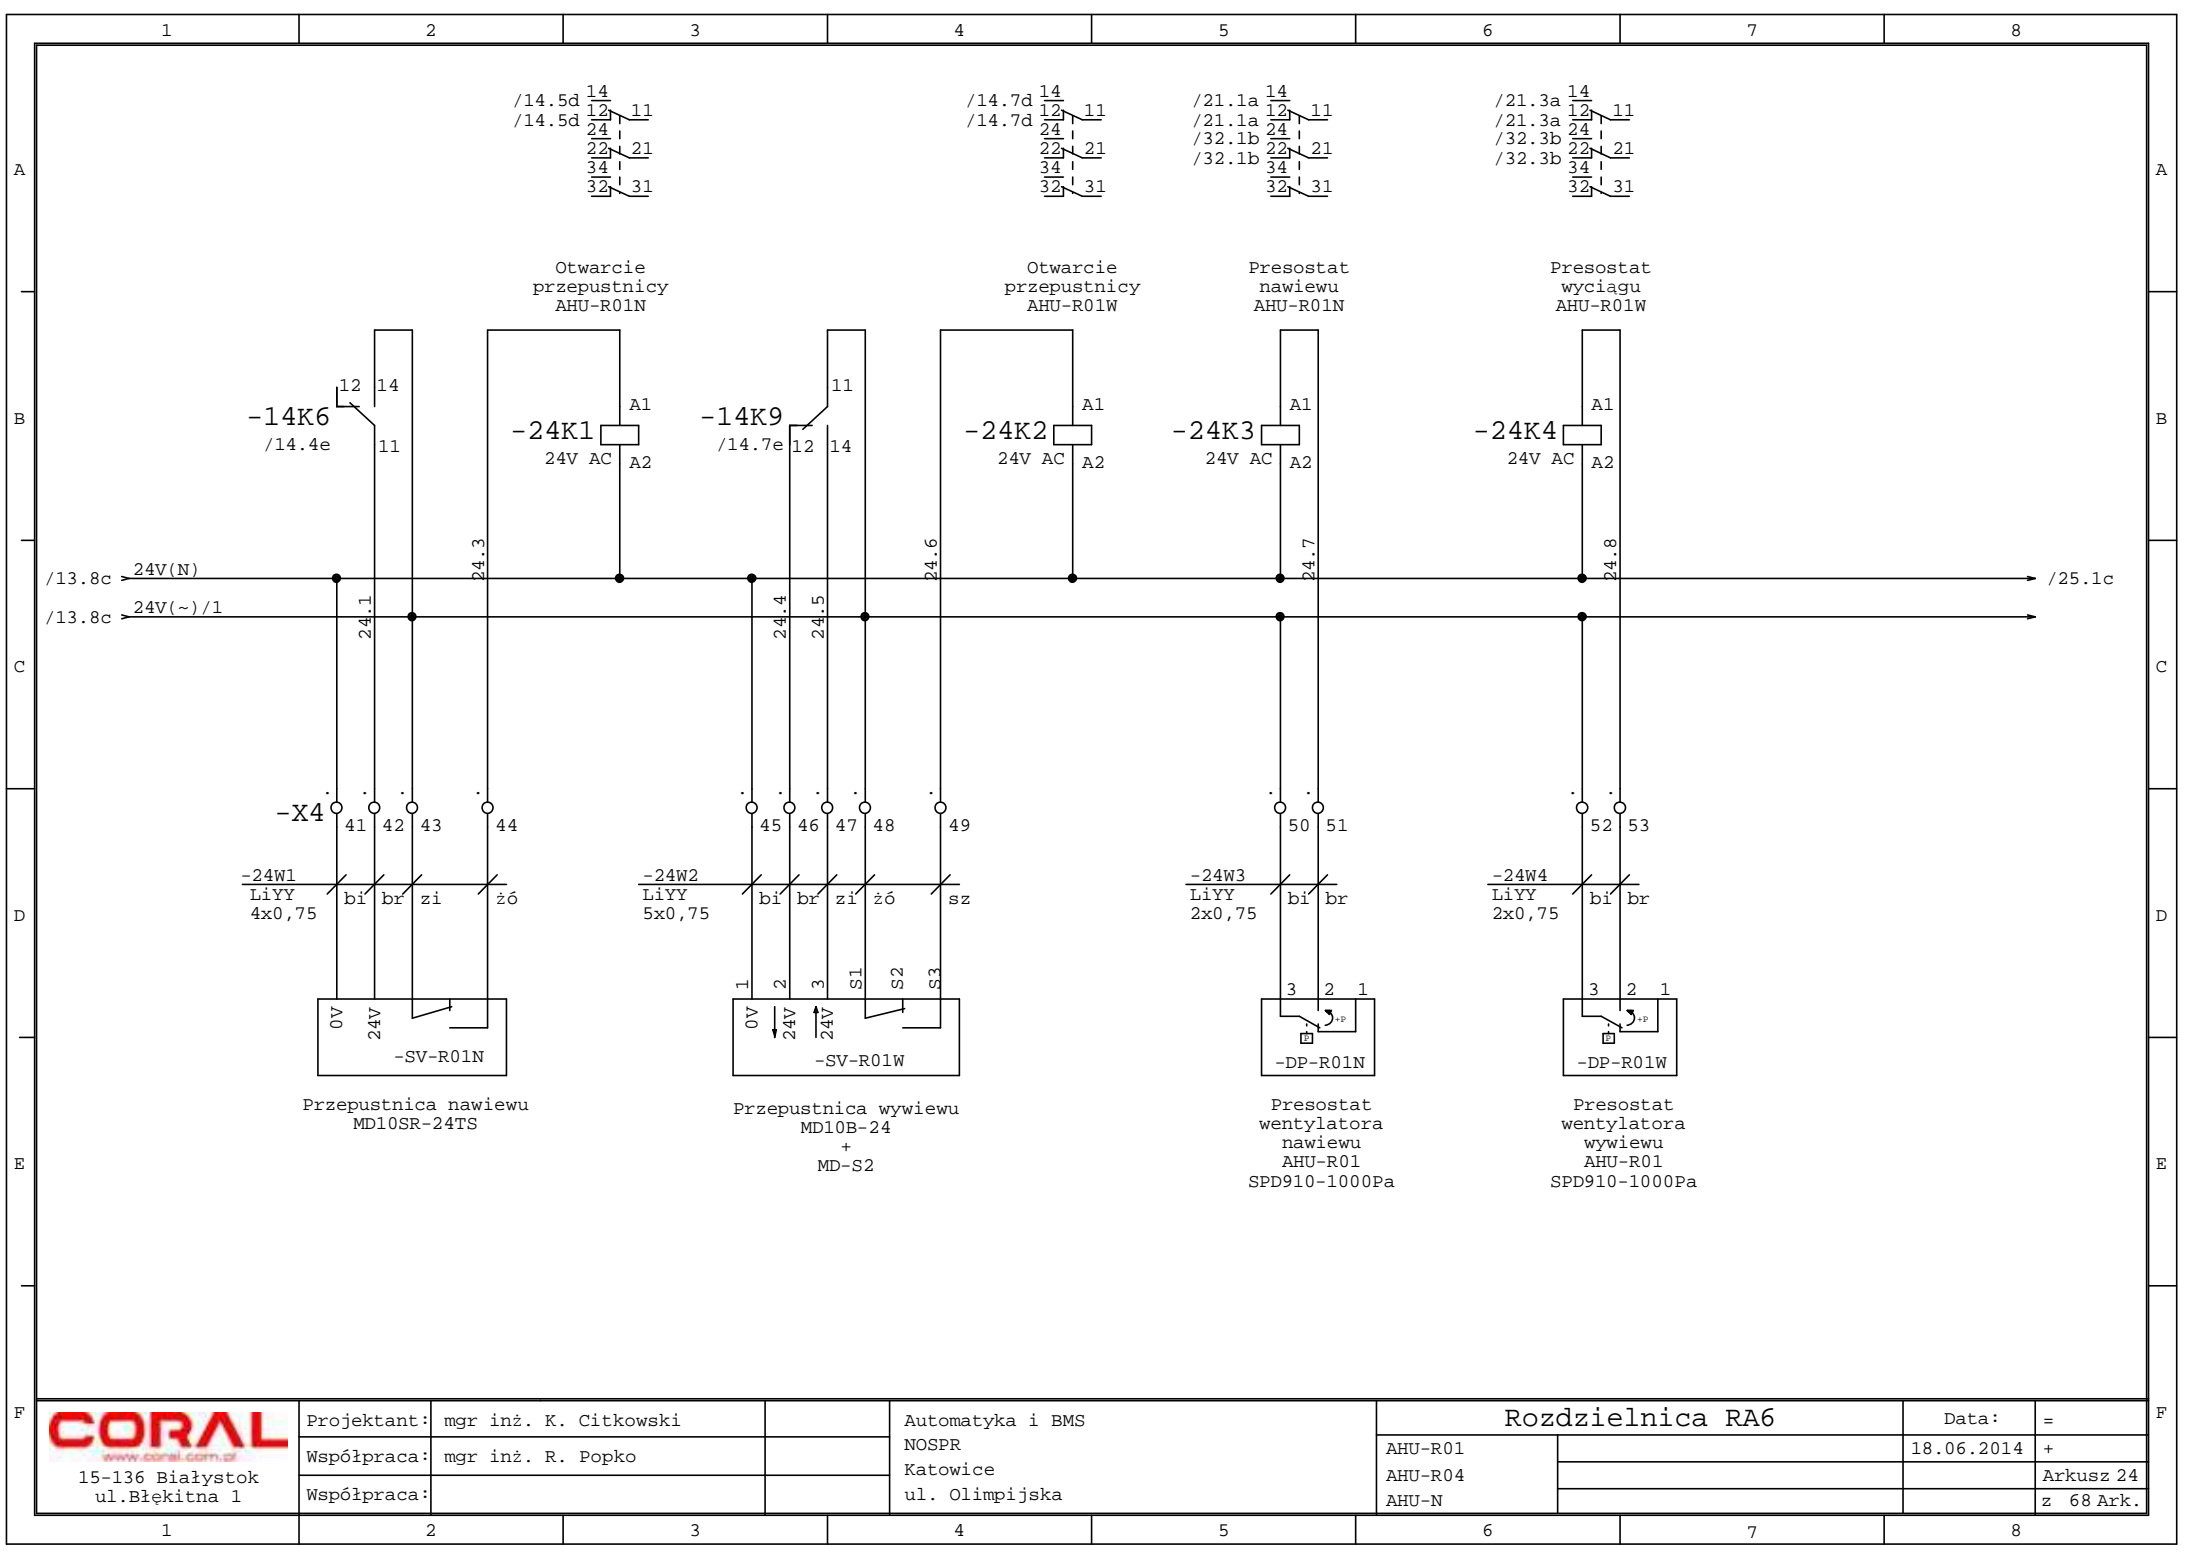 1 2 3 4 5 6 7 8
/14.5d 14
/14.5d 12 11
24
22 21
34
32 31
/14.7d 14
/14.7d 12 11
24
22 21
34
32 31
/21.1a 14
/21.1a 12 11
/32.1b 24
/32.1b 22 21
34
32 31
/21.3a 14
/21.3a 12 11
/32.3b 24
/32.3b 22 21
34
32 31
A A
Otwarcie
przepustnicy
AHU-R01N
Otwarcie
przepustnicy
AHU-R01W
Presostat
nawiewu
AHU-R01N
Presostat
wyciągu
AHU-R01W
B B
12 14
-14K6
/14.4e 11
A1
-24K1
24V AC A2
11
-14K9
/14.7e 12 14
A1
-24K2
24V AC A2
A1
-24K3
24V AC A2
A1
-24K4
24V AC A2
24.3 24.6 24.7 24.8
/13.8c 24V(N) /25.1c
/13.8c 24V(~)/1
24.1 24.4 24.5
C C
-X4 41 42 43 44 45 46 47 48 49 50 51 52 53
-24W1
LiYY
4x0,75
bi br zi żó
-24W2
LiYY
5x0,75
bi br zi żó sz
-24W3
LiYY
2x0,75
bi br
-24W4
LiYY
2x0,75
bi br
D D
0V 24V
-SV-R01N
1 2 3 S1 S2 S3
0V 24V 24V
-SV-R01W
3 2 1
+P
P
-DP-R01N
3 2 1
+P
P
-DP-R01W
Przepustnica nawiewu
MD10SR-24TS
Przepustnica wywiewu
MD10B-24
+
MD-S2
Presostat
wentylatora
nawiewu
AHU-R01
SPD910-1000Pa
Presostat
wentylatora
wywiewu
AHU-R01
SPD910-1000Pa
E E
F F
CORAL
www.coral.com.pl
15-136 Białystok
ul.Błękitna 1
Projektant: mgr inż. K. Citkowski
Współpraca: mgr inż. R. Popko
Współpraca:
Automatyka i BMS
NOSPR
Katowice
ul. Olimpijska
Rozdzielnica RA6
AHU-R01
AHU-R04
AHU-N
Data: =
18.06.2014 +
Arkusz 24
z 68 Ark.
1 2 3 4 5 6 7 8